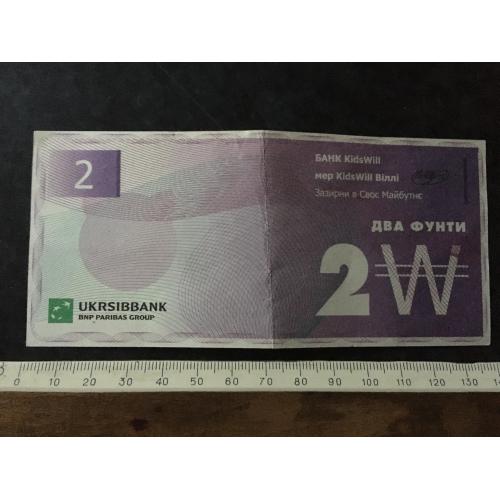 2
БАНК KidsWill
мер KidsWill Віллі
Зазирни в Своє Майбутнє
ДВА ФУНТИ
2 W
UKRSIBBANK
BNP PARIBAS GROUP
0 10 20 30 40 50 60 70 80 90 100 110 120 130